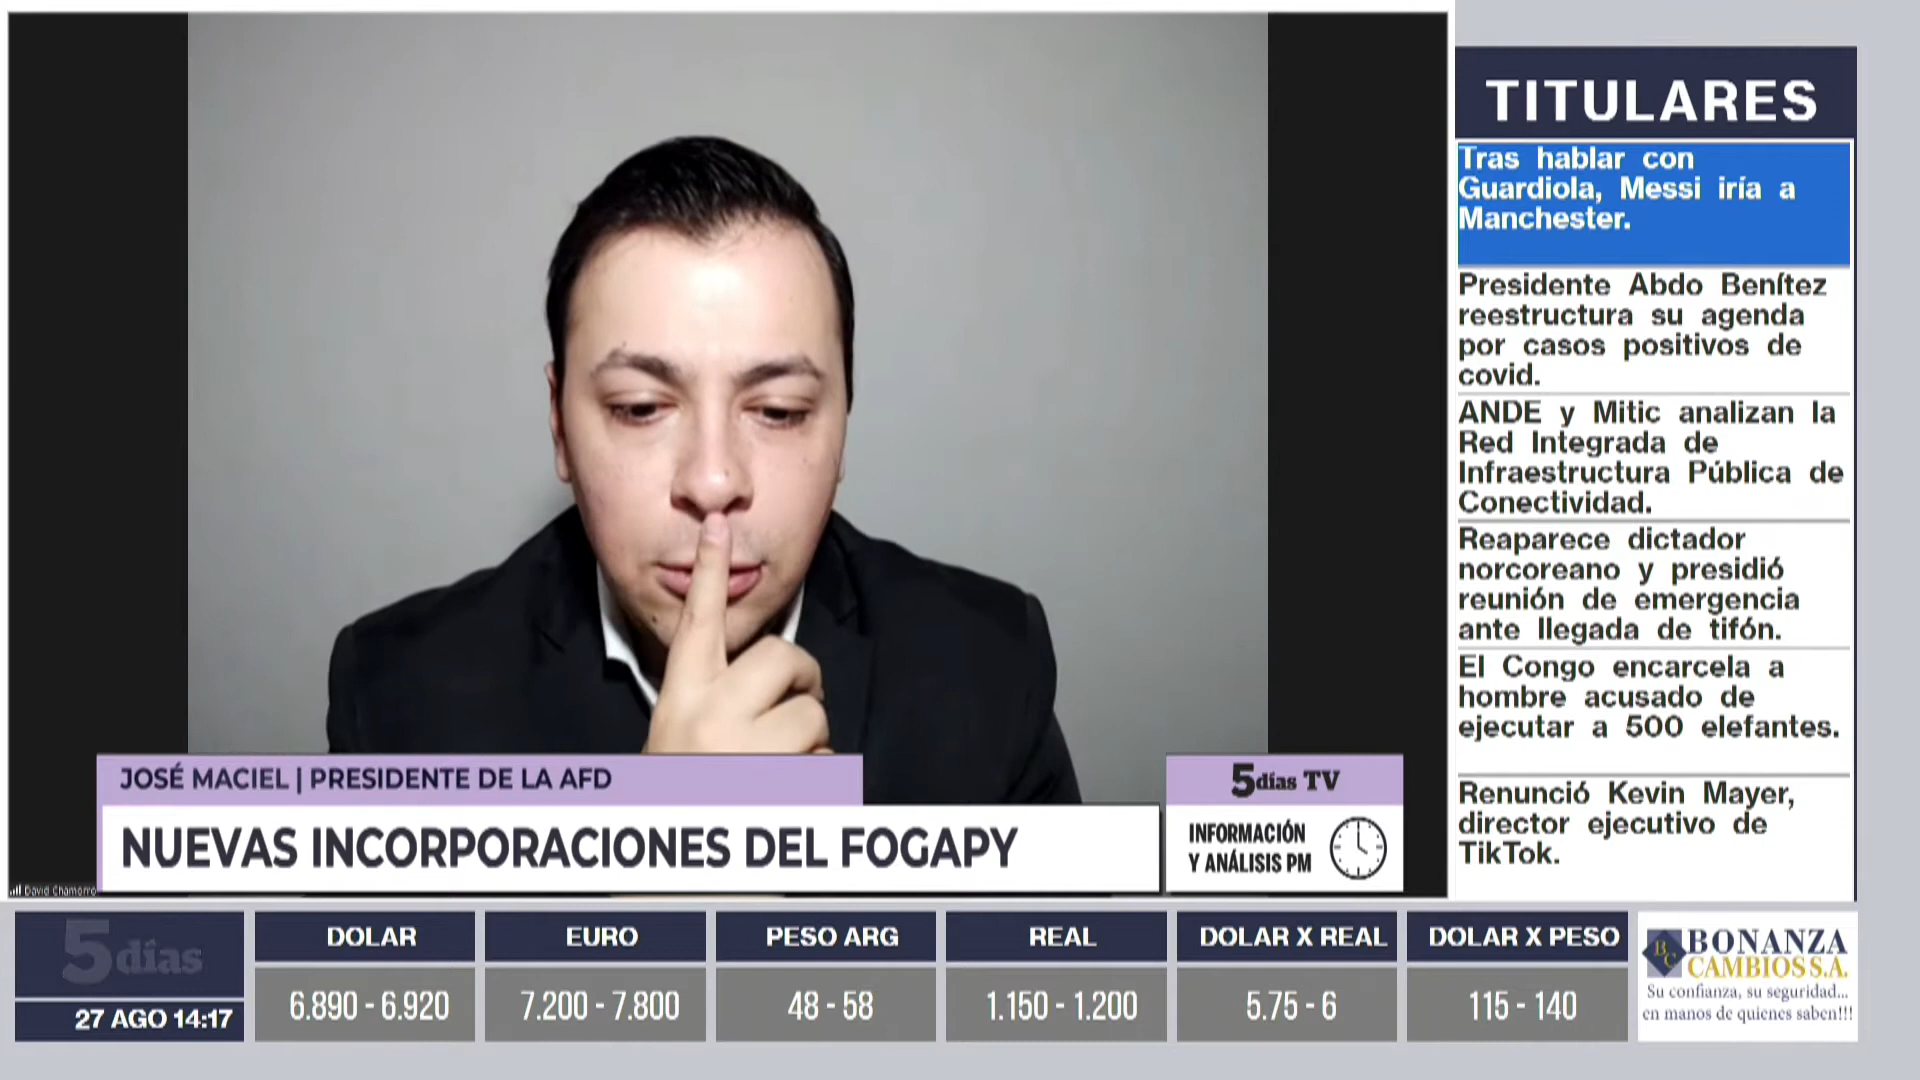 TITULARES
Tras hablar con
Guardiola, Messi iría a
Manchester.
Presidente Abdo Benítez
reestructura su agenda
por casos positivos de
covid.
ANDE y Mitic analizan la
Red Integrada de
Infraestructura Pública de
Conectividad.
Reaparece dictador
norcoreano y presidió
reunión de emergencia
ante llegada de tifón.
El Congo encarcela a
hombre acusado de
ejecutar a 500 elefantes.
Renunció Kevin Mayer,
director ejecutivo de
TikTok.
JOSÉ MACIEL | PRESIDENTE DE LA AFD
NUEVAS INCORPORACIONES DEL FOGAPY
5días TV
INFORMACIÓN
Y ANÁLISIS PM
David Chamorro
5días
27 AGO 14:17
DOLAR
6.890 - 6.920
EURO
7.200 - 7.800
PESO ARG
48 - 58
REAL
1.150 - 1.200
DOLAR X REAL
5.75 - 6
DOLAR X PESO
115 - 140
BC
BONANZA
CAMBIOS S.A.
Su confianza, su seguridad...
en manos de quienes saben!!!